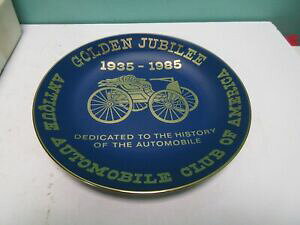 GOLDEN JUBILEE
1935 - 1985
DEDICATED TO THE HISTORY
OF THE AUTOMOBILE
ANTIQUE AUTOMOBILE CLUB OF AMERICA